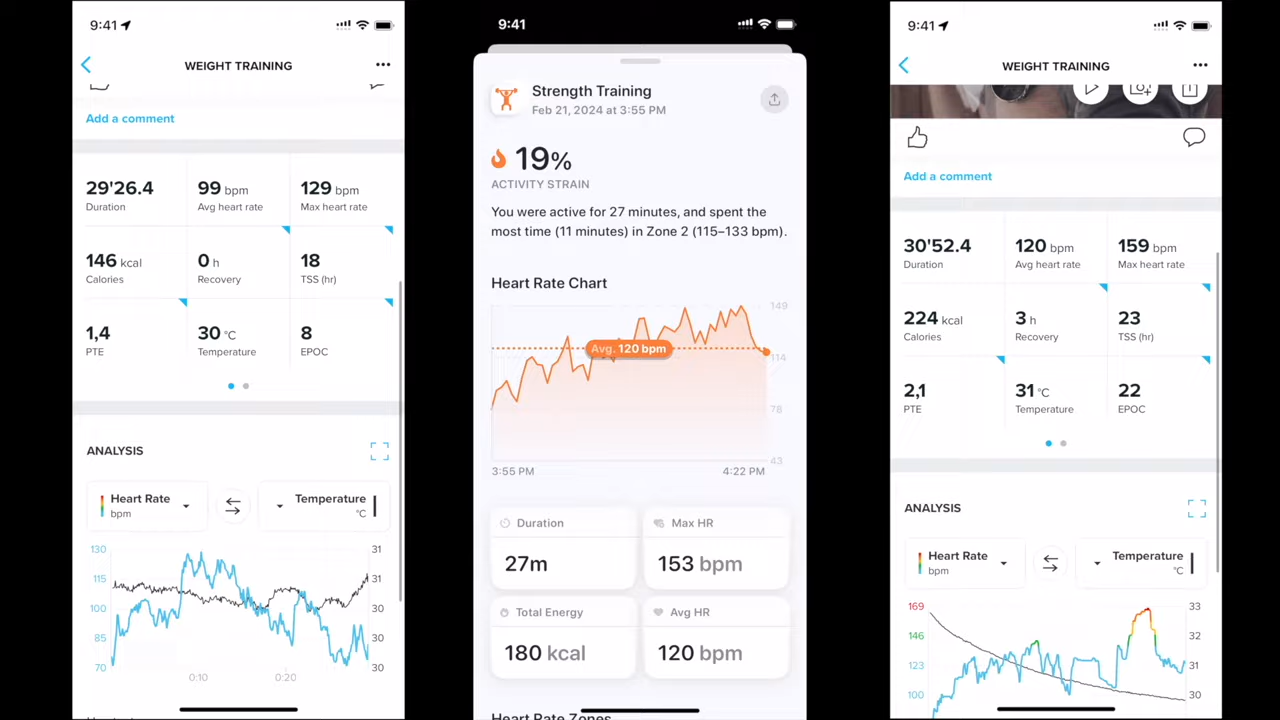 9:41
WEIGHT TRAINING
Add a comment
29'26.4
Duration
99 bpm
Avg heart rate
129 bpm
Max heart rate
146 kcal
Calories
0 h
Recovery
18
TSS (hr)
1,4
PTE
30 °C
Temperature
8
EPOC
ANALYSIS
Heart Rate
bpm
Temperature
°C
130
115
100
85
70
31
31
30
30
30
0:10
0:20
9:41
Strength Training
Feb 21, 2024 at 3:55 PM
19%
ACTIVITY STRAIN
You were active for 27 minutes, and spent the
most time (11 minutes) in Zone 2 (115–133 bpm).
Heart Rate Chart
149
Avg. 120 bpm
114
78
43
3:55 PM
4:22 PM
Duration
27m
Max HR
153 bpm
Total Energy
180 kcal
Avg HR
120 bpm
Heart Rate Zones
9:41
WEIGHT TRAINING
Add a comment
30'52.4
Duration
120 bpm
Avg heart rate
159 bpm
Max heart rate
224 kcal
Calories
3 h
Recovery
23
TSS (hr)
2,1
PTE
31 °C
Temperature
22
EPOC
ANALYSIS
Heart Rate
bpm
Temperature
°C
169
146
123
100
33
32
31
30